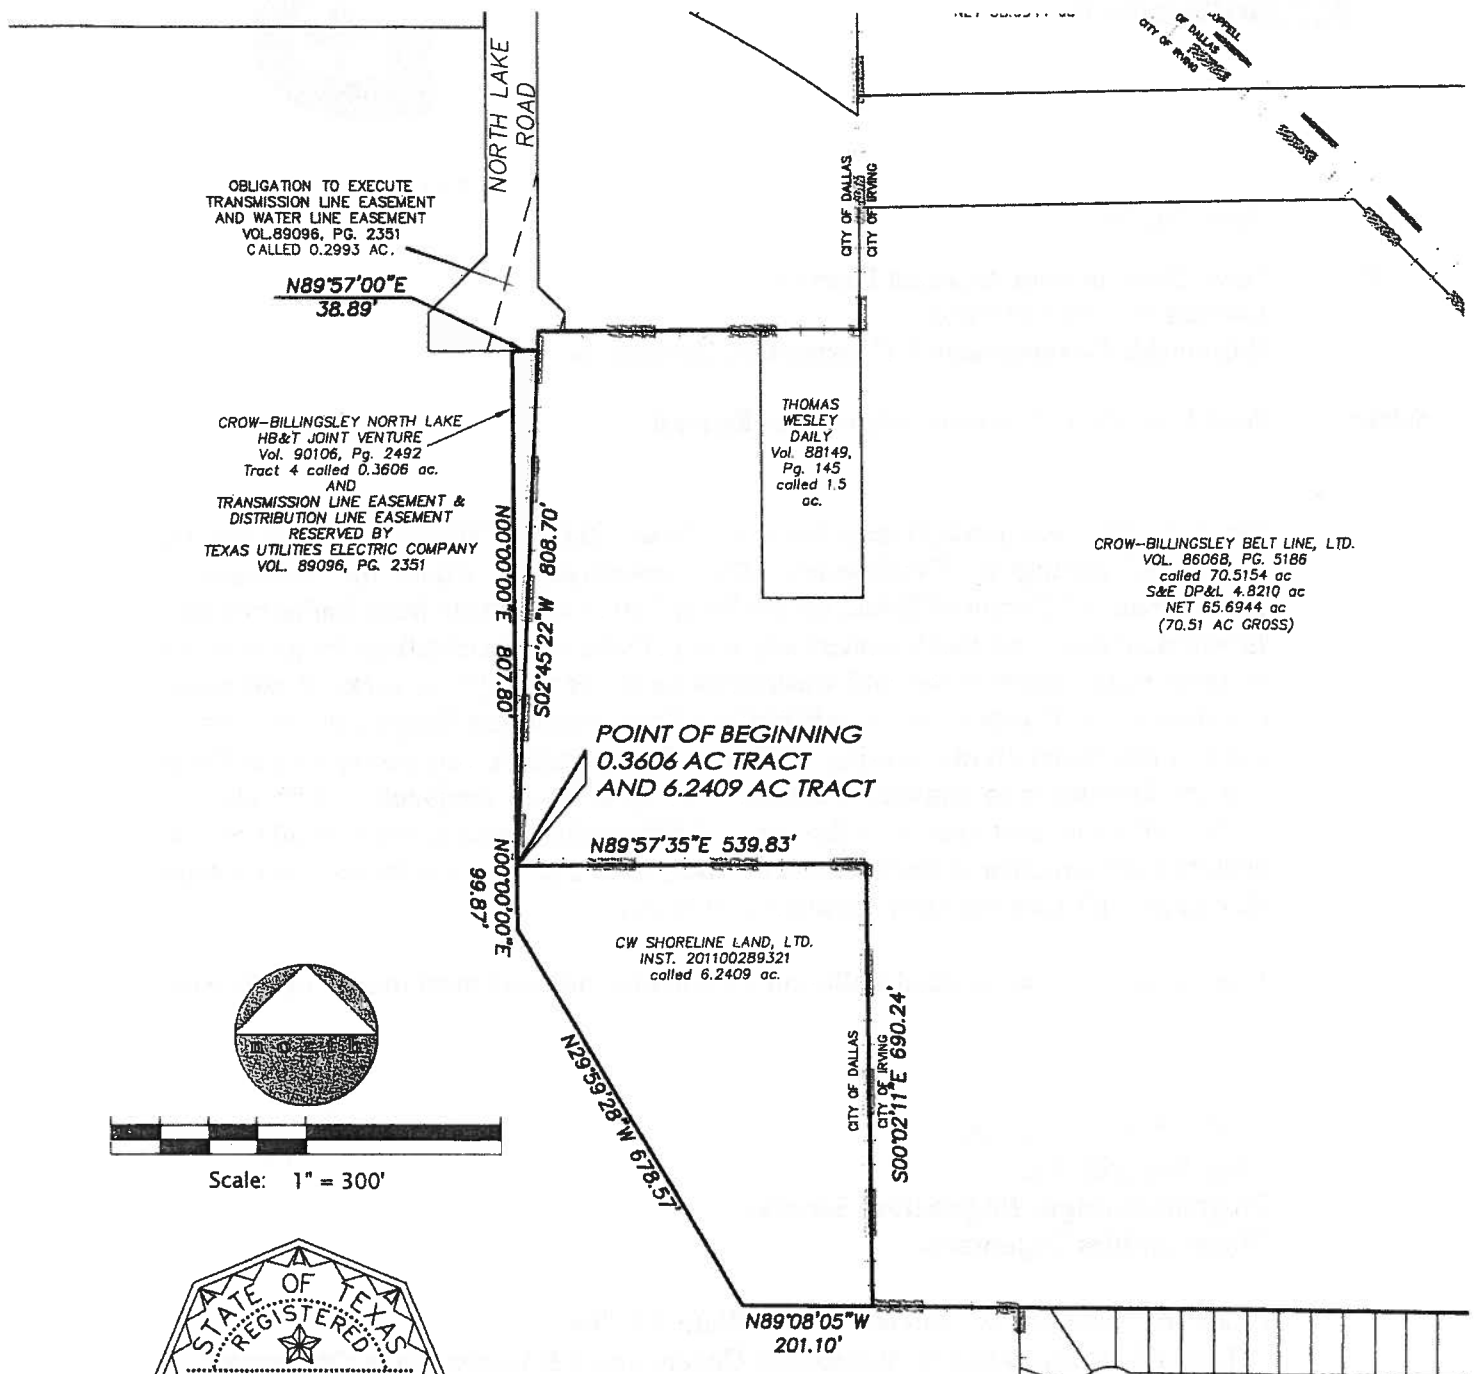 OF DALLAS
CITY OF IRVING
NORTH LAKE
ROAD
CITY OF DALLAS
CITY OF IRVING
OBLIGATION TO EXECUTE
TRANSMISSION LINE EASEMENT
AND WATER LINE EASEMENT
VOL.89096, PG. 2351
CALLED 0.2993 AC.
N89°57'00"E
38.89'
CROW-BILLINGSLEY NORTH LAKE
HB&T JOINT VENTURE
Vol. 90106, Pg. 2492
Tract 4 called 0.3606 ac.
AND
TRANSMISSION LINE EASEMENT &
DISTRIBUTION LINE EASEMENT
RESERVED BY
TEXAS UTILITIES ELECTRIC COMPANY
VOL. 89096, PG. 2351
THOMAS
WESLEY
DAILY
Vol. 88149,
Pg. 145
called 1.5
ac.
CROW-BILLINGSLEY BELT LINE, LTD.
VOL. 86068, PG. 5186
called 70.5154 ac
S&E DP&L 4.8210 ac
NET 65.6944 ac
(70.51 AC GROSS)
N00°00'00"E 807.80'
S02°45'22"W 808.70'
POINT OF BEGINNING
0.3606 AC TRACT
AND 6.2409 AC TRACT
N89°57'35"E 539.83'
N00°00'00"E
99.87'
CW SHORELINE LAND, LTD.
INST. 201100289321
called 6.2409 ac.
N29°59'28"W 678.57'
CITY OF DALLAS
CITY OF IRVING
S00°02'11"E 690.24'
north
Scale: 1" = 300'
N89°08'05"W
201.10'
STATE OF TEXAS
REGISTERED